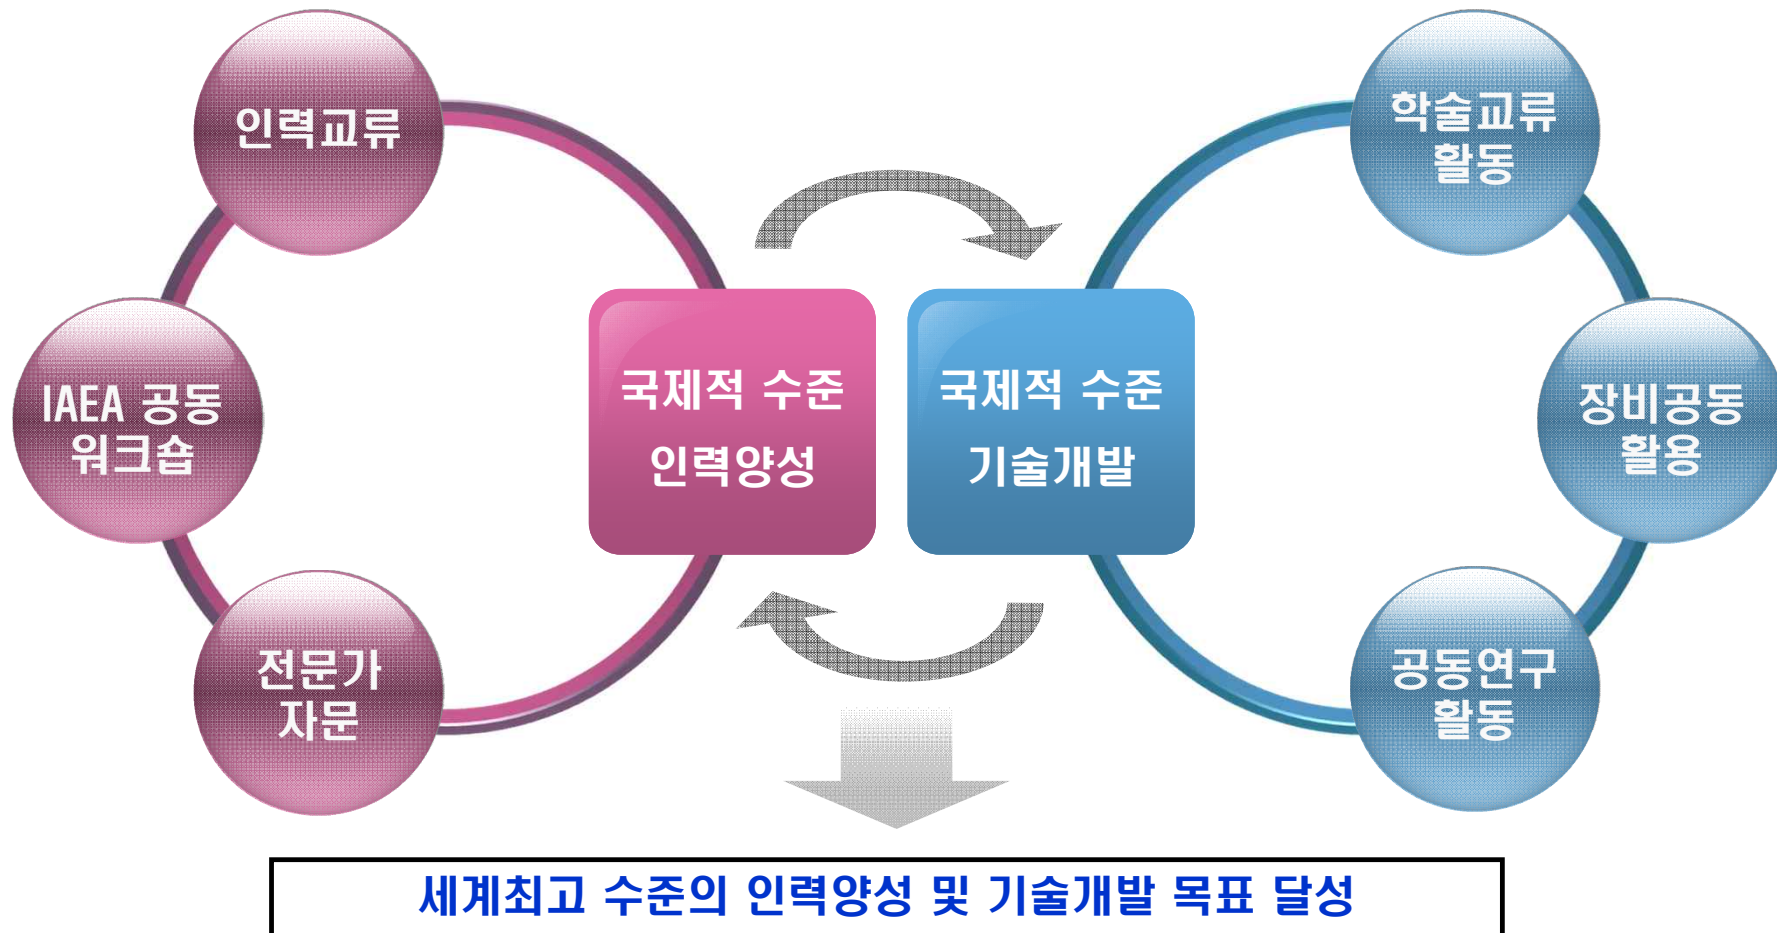 인력교류
IAEA 공동
워크숍
전문가
자문
국제적 수준
인력양성
국제적 수준
기술개발
학술교류
활동
장비공동
활용
공동연구
활동
세계최고 수준의 인력양성 및 기술개발 목표 달성